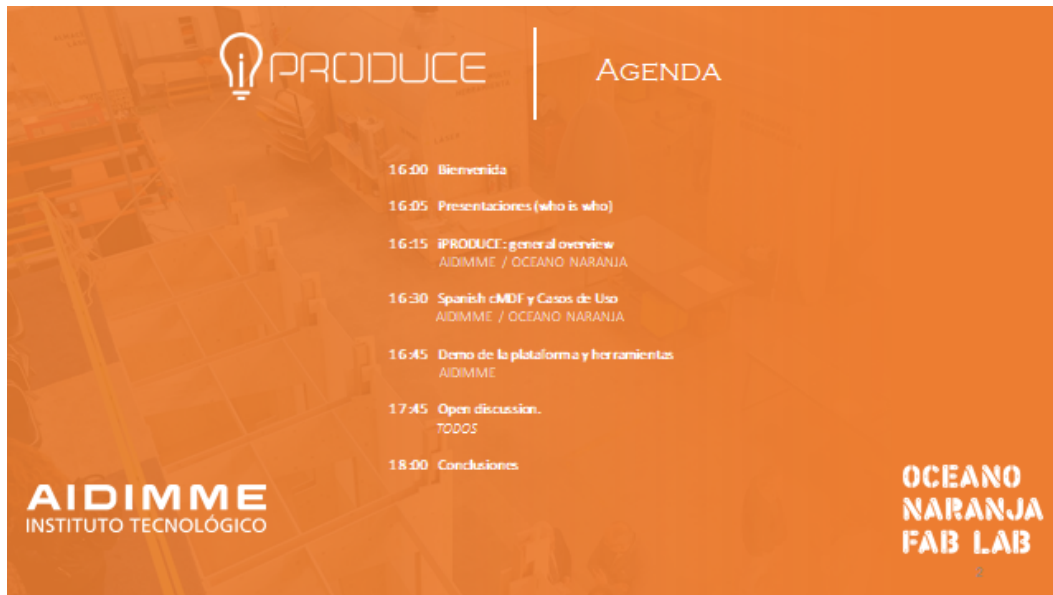 iPRODUCE
AGENDA
16:00 Bienvenida
16:05 Presentaciones (who is who)
16:15 iPRODUCE: general overview
AIDIMME / OCEANO NARANJA
16:30 Spanish cMDF y Casos de Uso
AIDIMME / OCEANO NARANJA
16:45 Demo de la plataforma y herramientas
AIDIMME
17:45 Open discussion.
TODOS
18:00 Conclusiones
AIDIMME
INSTITUTO TECNOLÓGICO
OCEANO
NARANJA
FAB LAB
2